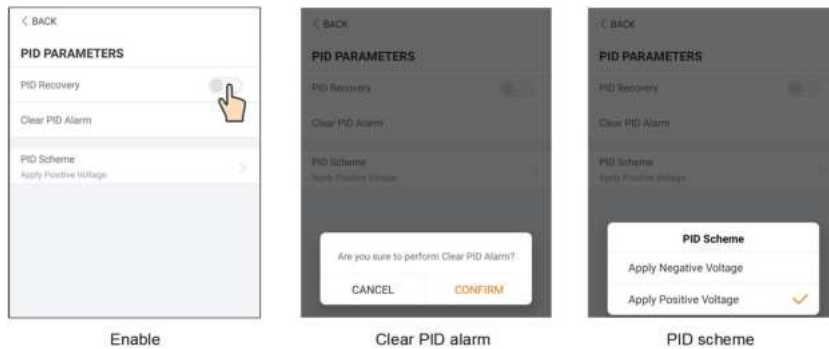 < BACK
PID PARAMETERS
PID Recovery
Clear PID Alarm
PID Scheme
Apply Positive Voltage
Enable
< BACK
PID PARAMETERS
PID Recovery
Clear PID Alarm
PID Scheme
Apply Positive Voltage
Are you sure to perform Clear PID Alarm?
CANCEL CONFIRM
Clear PID alarm
< BACK
PID PARAMETERS
PID Recovery
Clear PID Alarm
PID Scheme
Apply Positive Voltage
PID Scheme
Apply Negative Voltage
Apply Positive Voltage
PID scheme